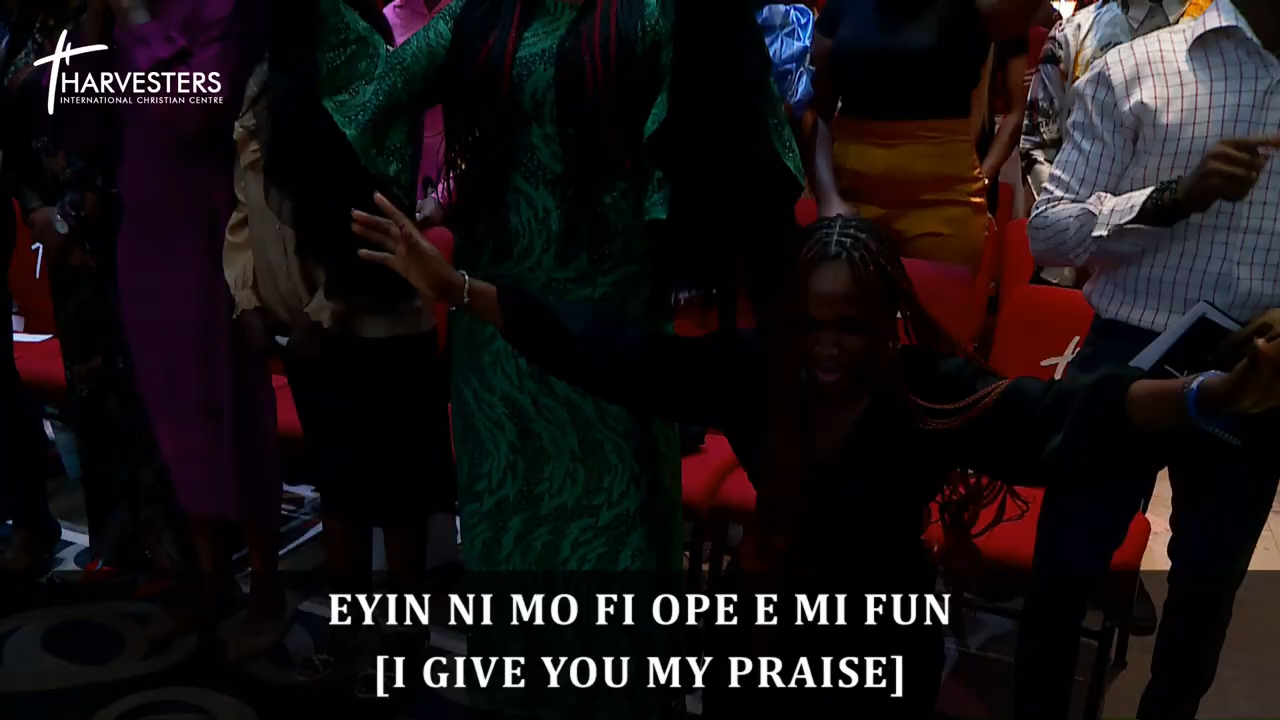 HARVESTERS
INTERNATIONAL CHRISTIAN CENTRE
EYIN NI MO FI OPE E MI FUN
[I GIVE YOU MY PRAISE]